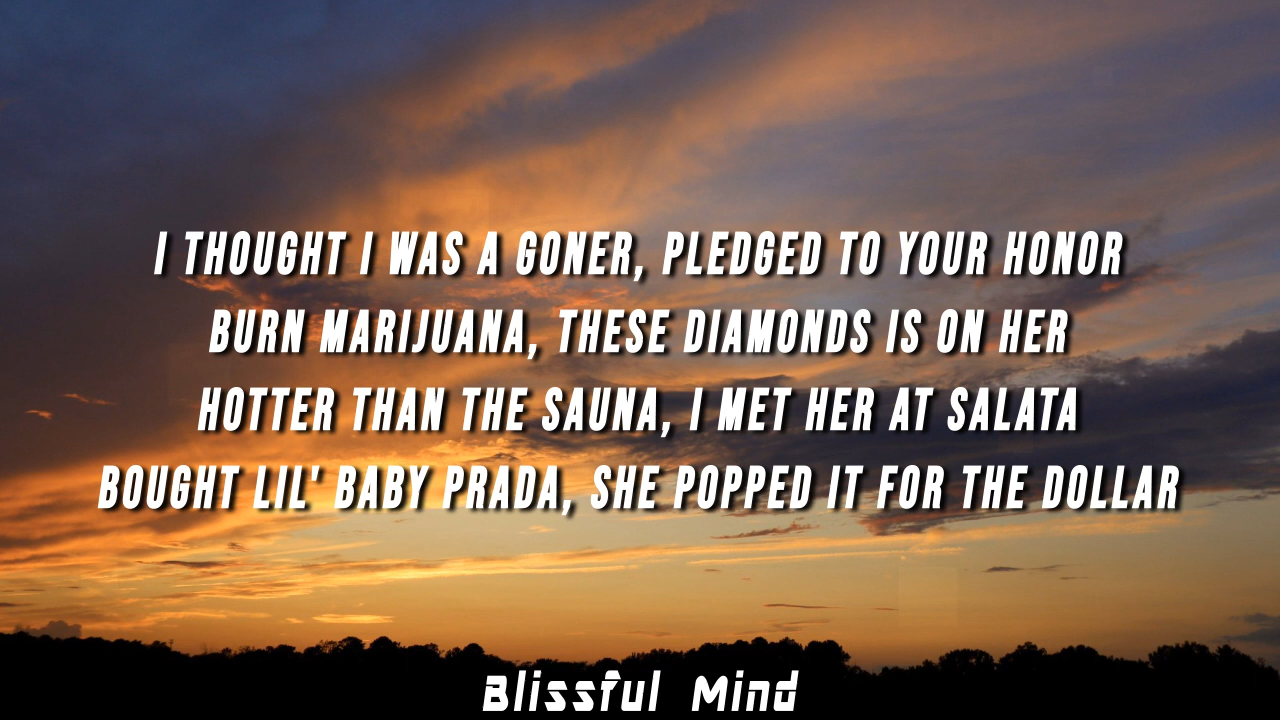 I THOUGHT I WAS A GONER, PLEDGED TO YOUR HONOR
BURN MARIJUANA, THESE DIAMONDS IS ON HER
HOTTER THAN THE SAUNA, I MET HER AT SALATA
BOUGHT LIL' BABY PRADA, SHE POPPED IT FOR THE DOLLAR
Blissful Mind